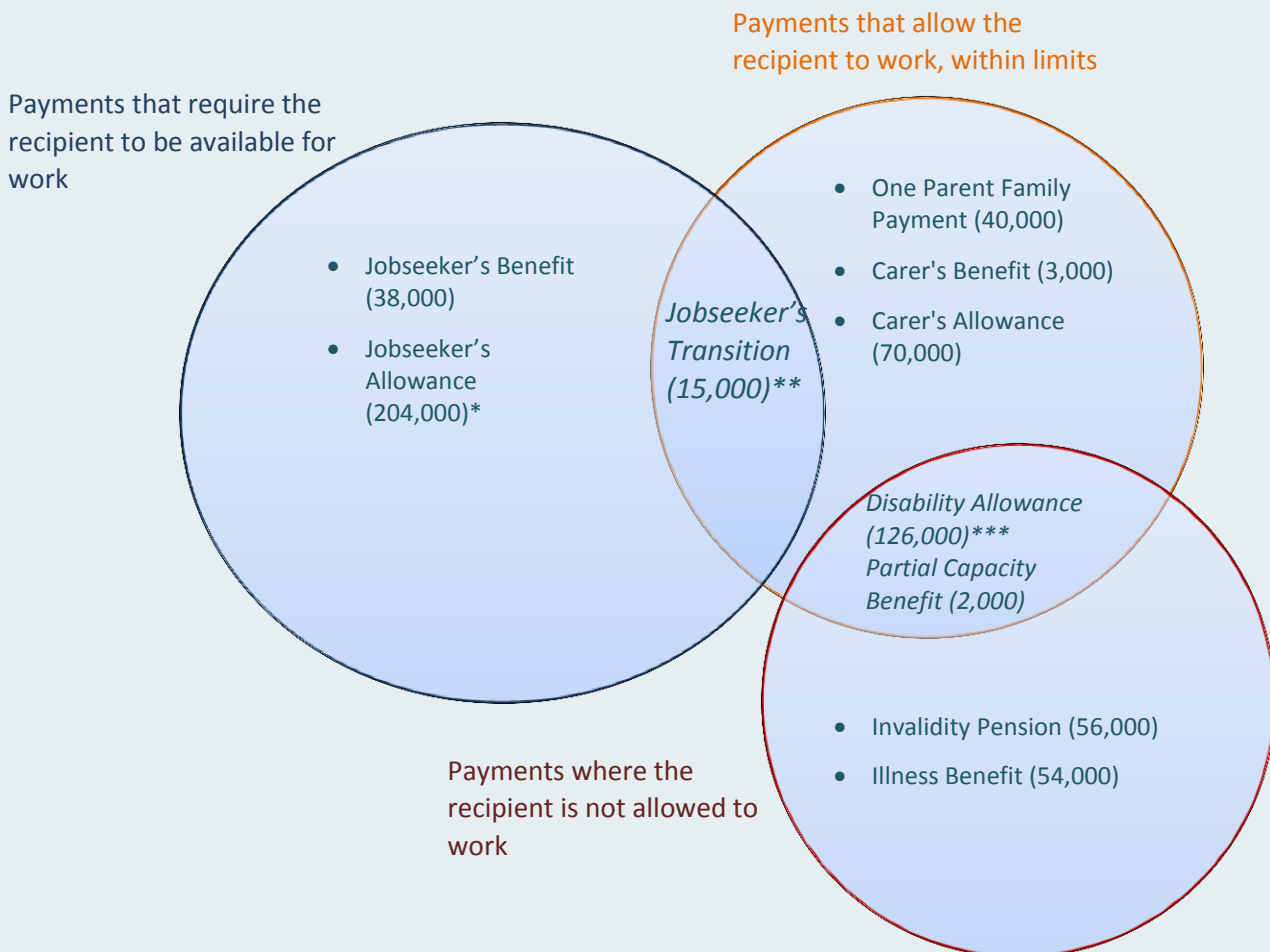 Payments that allow the
recipient to work, within limits
Payments that require the
recipient to be available for
work
• One Parent Family
Payment (40,000)
• Carer's Benefit (3,000)
• Carer's Allowance
(70,000)
• Jobseeker’s Benefit
(38,000)
• Jobseeker’s
Allowance
(204,000)*
Jobseeker’s
Transition
(15,000)**
Disability Allowance
(126,000)***
Partial Capacity
Benefit (2,000)
• Invalidity Pension (56,000)
• Illness Benefit (54,000)
Payments where the
recipient is not allowed to
work